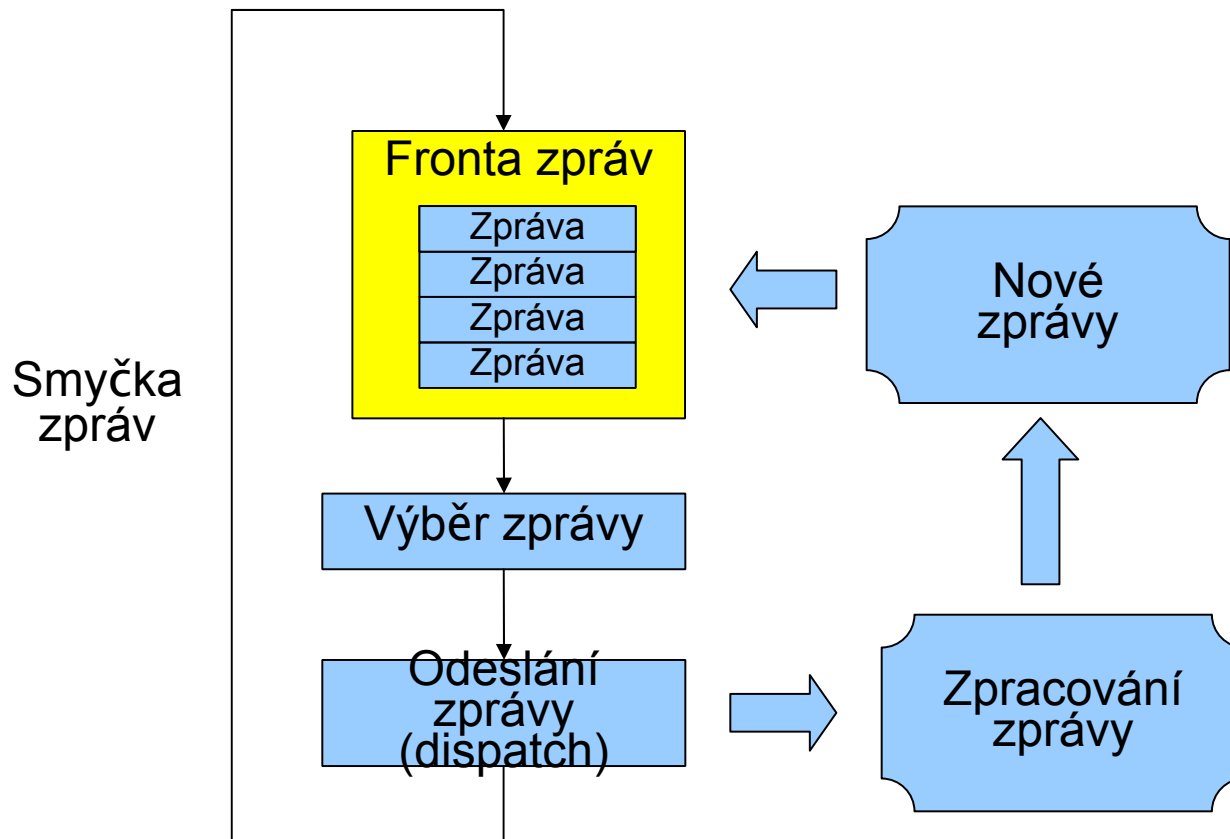 Fronta zpráv
Zpráva
Zpráva
Zpráva
Zpráva
Nové
zprávy
Smyčka
zpráv
Výběr zprávy
Odeslání
zprávy
(dispatch)
Zpracování
zprávy